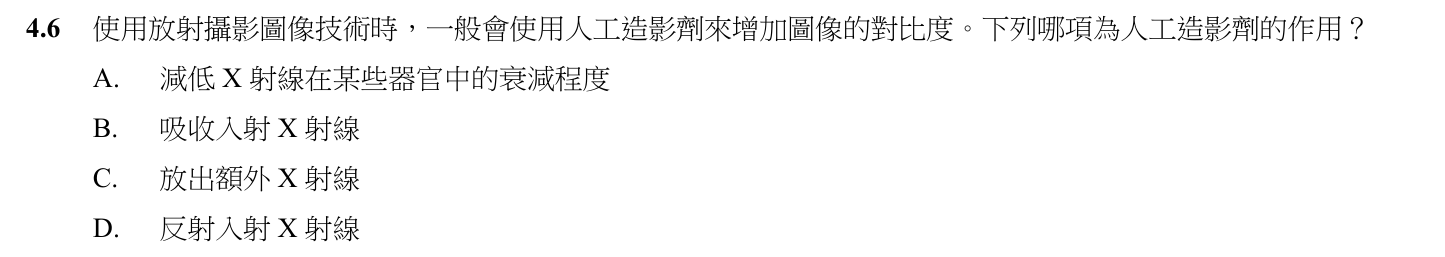 4.6 使用放射攝影圖像技術時，一般會使用人工造影劑來增加圖像的對比度。下列哪項為人工造影劑的作用？
A. 減低 X 射線在某些器官中的衰減程度
B. 吸收入射 X 射線
C. 放出額外 X 射線
D. 反射入射 X 射線